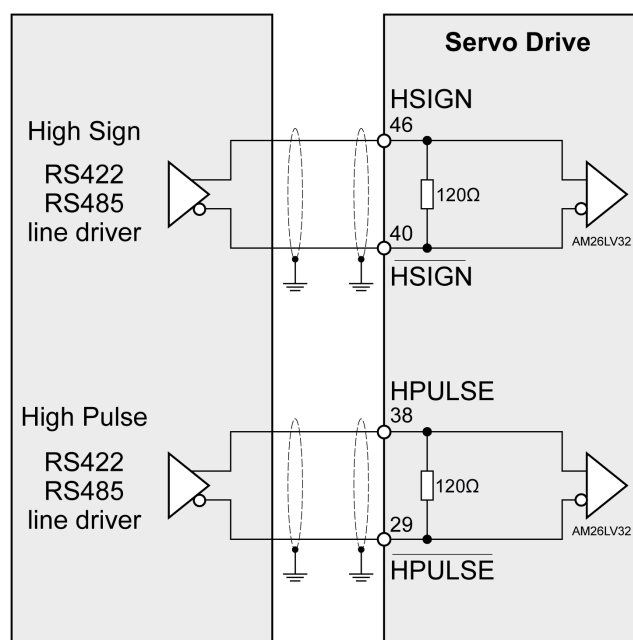 Servo Drive
High Sign
RS422
RS485
line driver
HSIGN
46
120Ω
40
HSIGN
AM26LV32
High Pulse
RS422
RS485
line driver
HPULSE
38
120Ω
29
HPULSE
AM26LV32